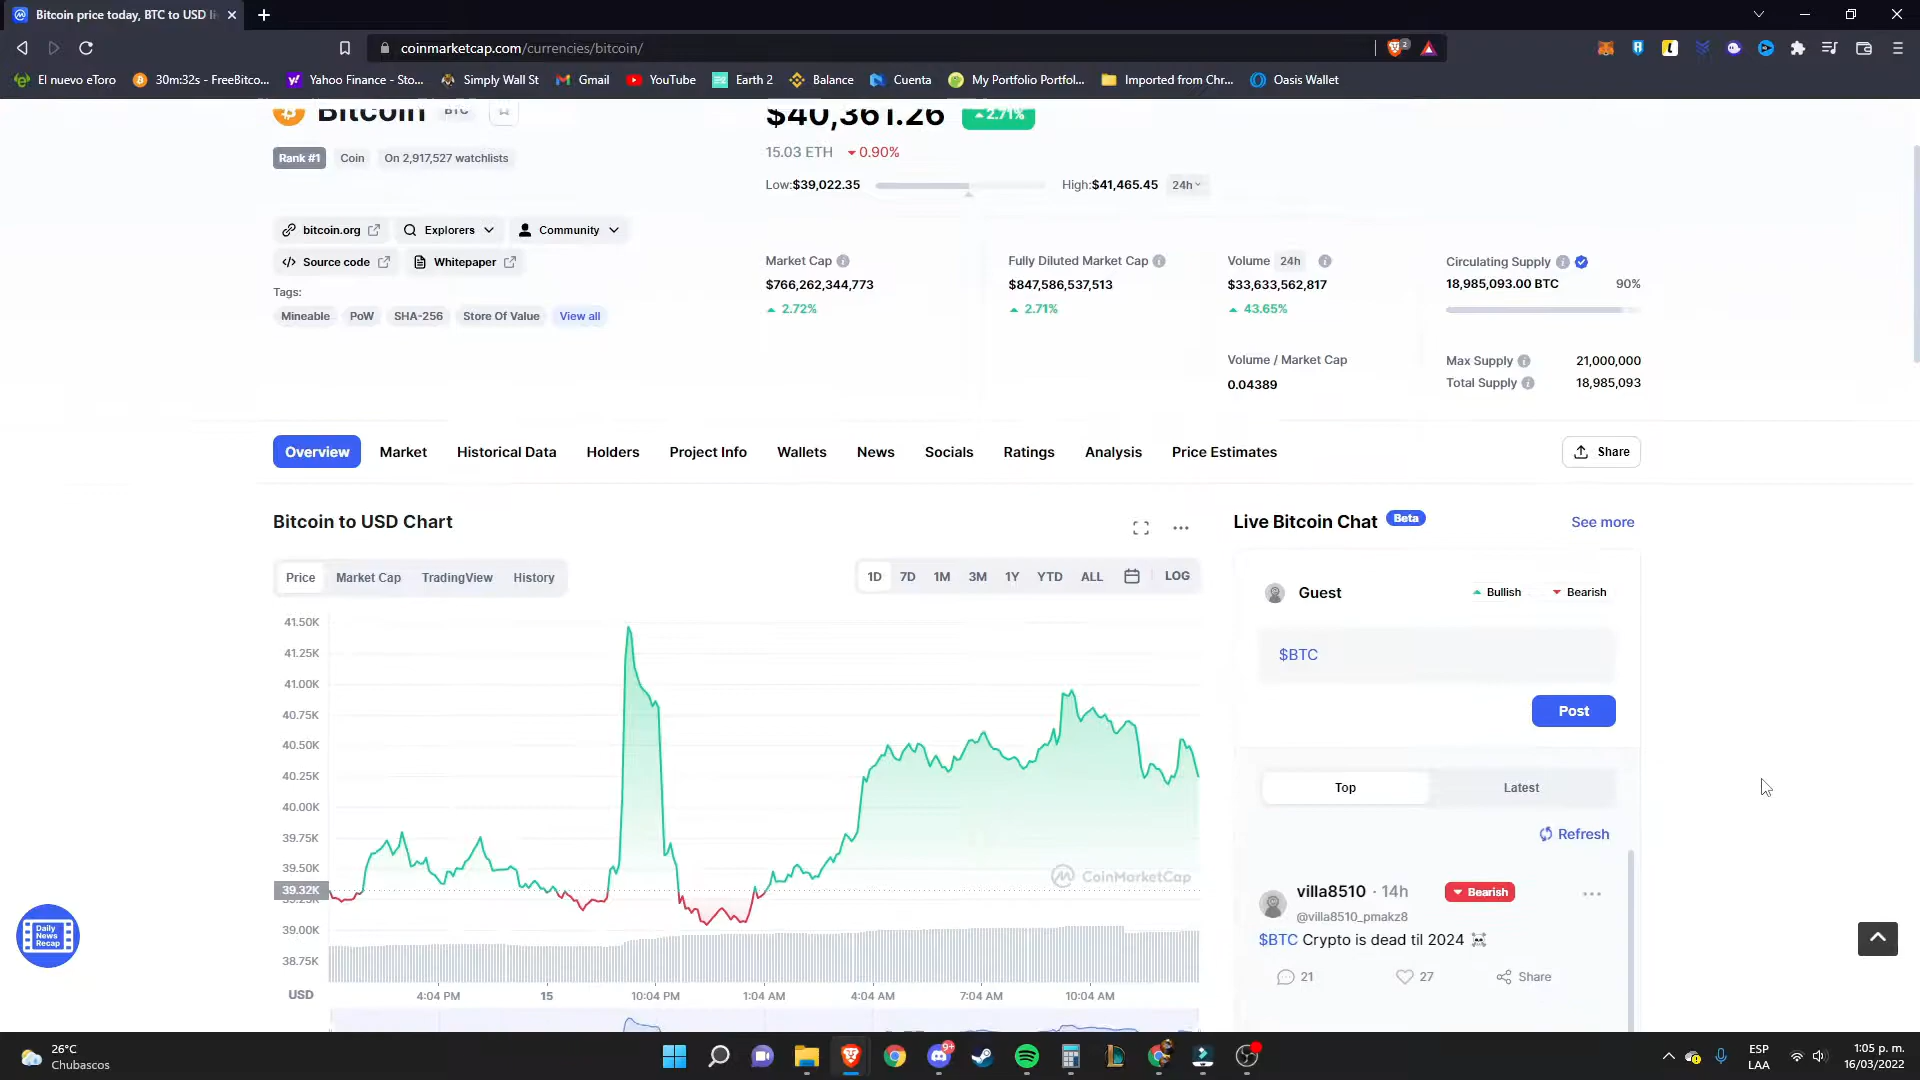 Bitcoin price today, BTC to USD li
coinmarketcap.com/currencies/bitcoin/
2
El nuevo eToro
30m:32s - FreeBitco...
Yahoo Finance - Sto...
Simply Wall St
Gmail
YouTube
Earth 2
Balance
Cuenta
My Portfolio Portfol...
Imported from Chr...
Oasis Wallet
Bitcoin BTC
$40,361.26 2.71%
Rank #1 Coin On 2,917,527 watchlists
15.03 ETH 0.90%
Low:$39,022.35 High:$41,465.45 24h
bitcoin.org Explorers Community
Source code Whitepaper
Tags:
Mineable PoW SHA-256 Store Of Value View all
Market Cap
$766,262,344,773
2.72%
Fully Diluted Market Cap
$847,586,537,513
2.71%
Volume 24h
$33,633,562,817
43.65%
Volume / Market Cap
0.04389
Circulating Supply
18,985,093.00 BTC 90%
Max Supply 21,000,000
Total Supply 18,985,093
Overview Market Historical Data Holders Project Info Wallets News Socials Ratings Analysis Price Estimates Share
Bitcoin to USD Chart
Price Market Cap TradingView History
1D 7D 1M 3M 1Y YTD ALL LOG
41.50K
41.25K
41.00K
40.75K
40.50K
40.25K
40.00K
39.75K
39.50K
39.32K
39.25K
39.00K
38.75K
USD
4:04 PM 15 10:04 PM 1:04 AM 4:04 AM 7:04 AM 10:04 AM
CoinMarketCap
Live Bitcoin Chat Beta See more
Guest Bullish Bearish
$BTC
Post
Top Latest
Refresh
villa8510 · 14h Bearish
@villa8510_pmakz8
$BTC Crypto is dead til 2024
21 27 Share
Daily
News
Recap
26°C
Chubascos
9+
ESP
LAA
1:05 p. m.
16/03/2022